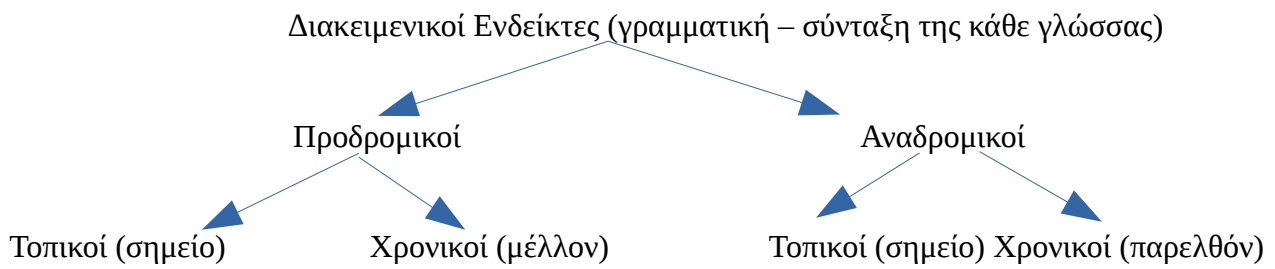 Διακειμενικοί Ενδείκτες (γραμματική – σύνταξη της κάθε γλώσσας)
Προδρομικοί Αναδρομικοί
Τοπικοί (σημείο) Χρονικοί (μέλλον) Τοπικοί (σημείο) Χρονικοί (παρελθόν)